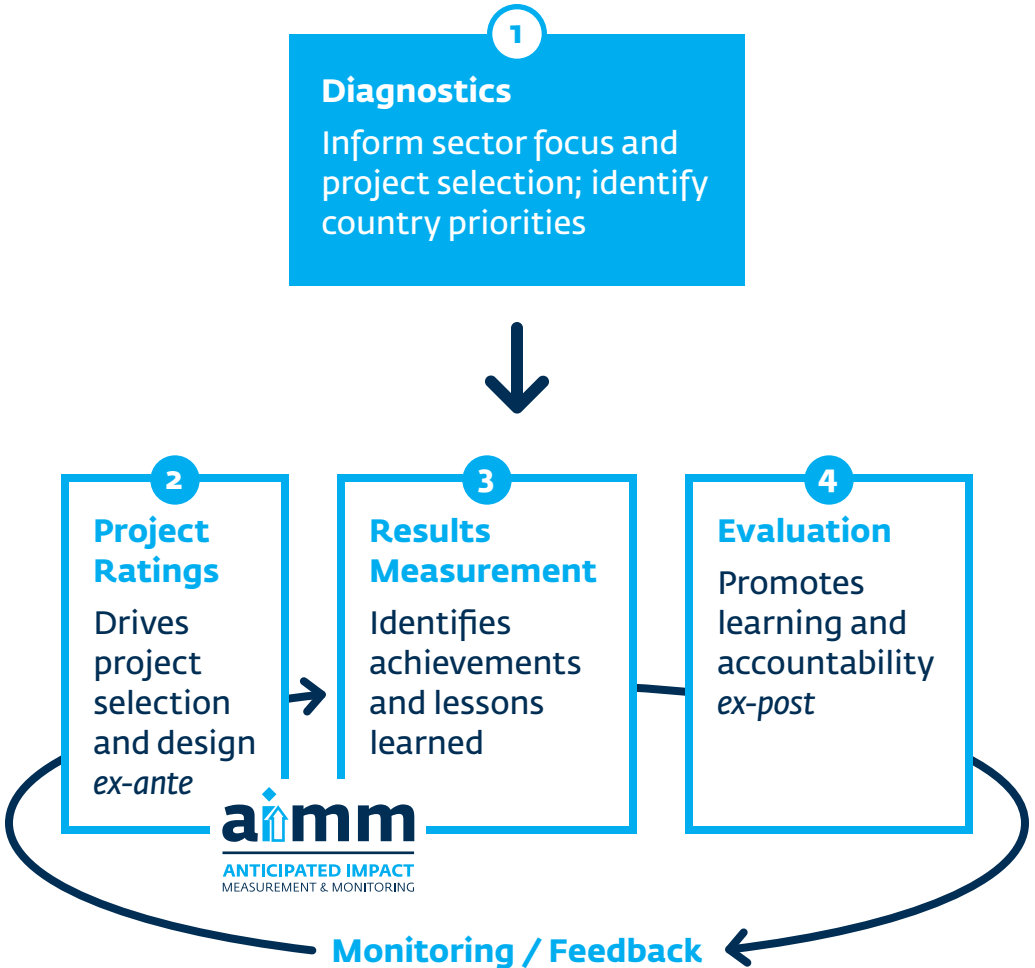 1
Diagnostics
Inform sector focus and
project selection; identify
country priorities
2
Project
Ratings
Drives
project
selection
and design
ex-ante
3
Results
Measurement
Identifies
achievements
and lessons
learned
4
Evaluation
Promotes
learning and
accountability
ex-post
aimm
ANTICIPATED IMPACT
MEASUREMENT & MONITORING
Monitoring / Feedback